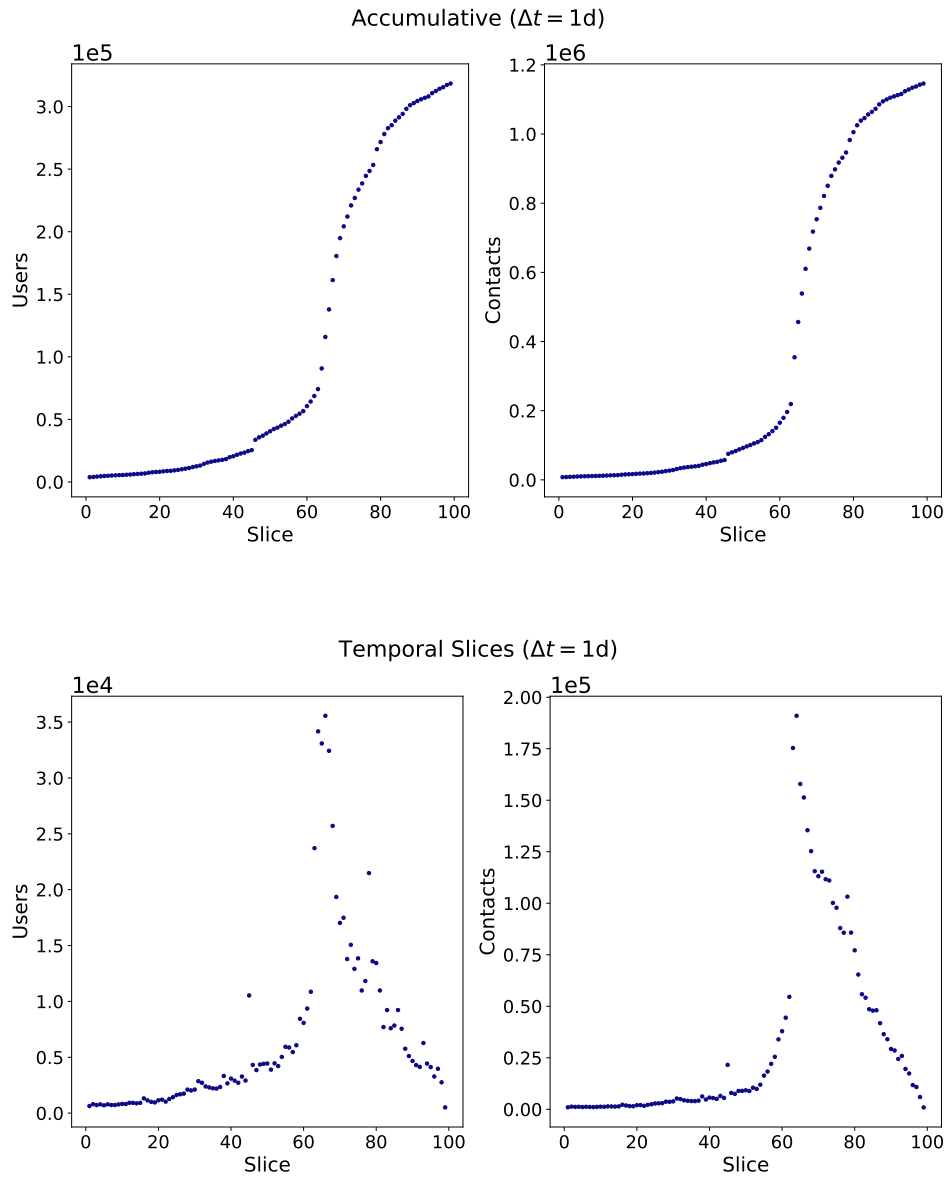 Accumulative (Δt = 1d)
1e5
Users
3.0
2.5
2.0
1.5
1.0
0.5
0.0
0 20 40 60 80 100
Slice
1e6
Contacts
1.2
1.0
0.8
0.6
0.4
0.2
0.0
0 20 40 60 80 100
Slice
Temporal Slices (Δt = 1d)
1e4
Users
3.5
3.0
2.5
2.0
1.5
1.0
0.5
0.0
0 20 40 60 80 100
Slice
1e5
Contacts
2.00
1.75
1.50
1.25
1.00
0.75
0.50
0.25
0.00
0 20 40 60 80 100
Slice